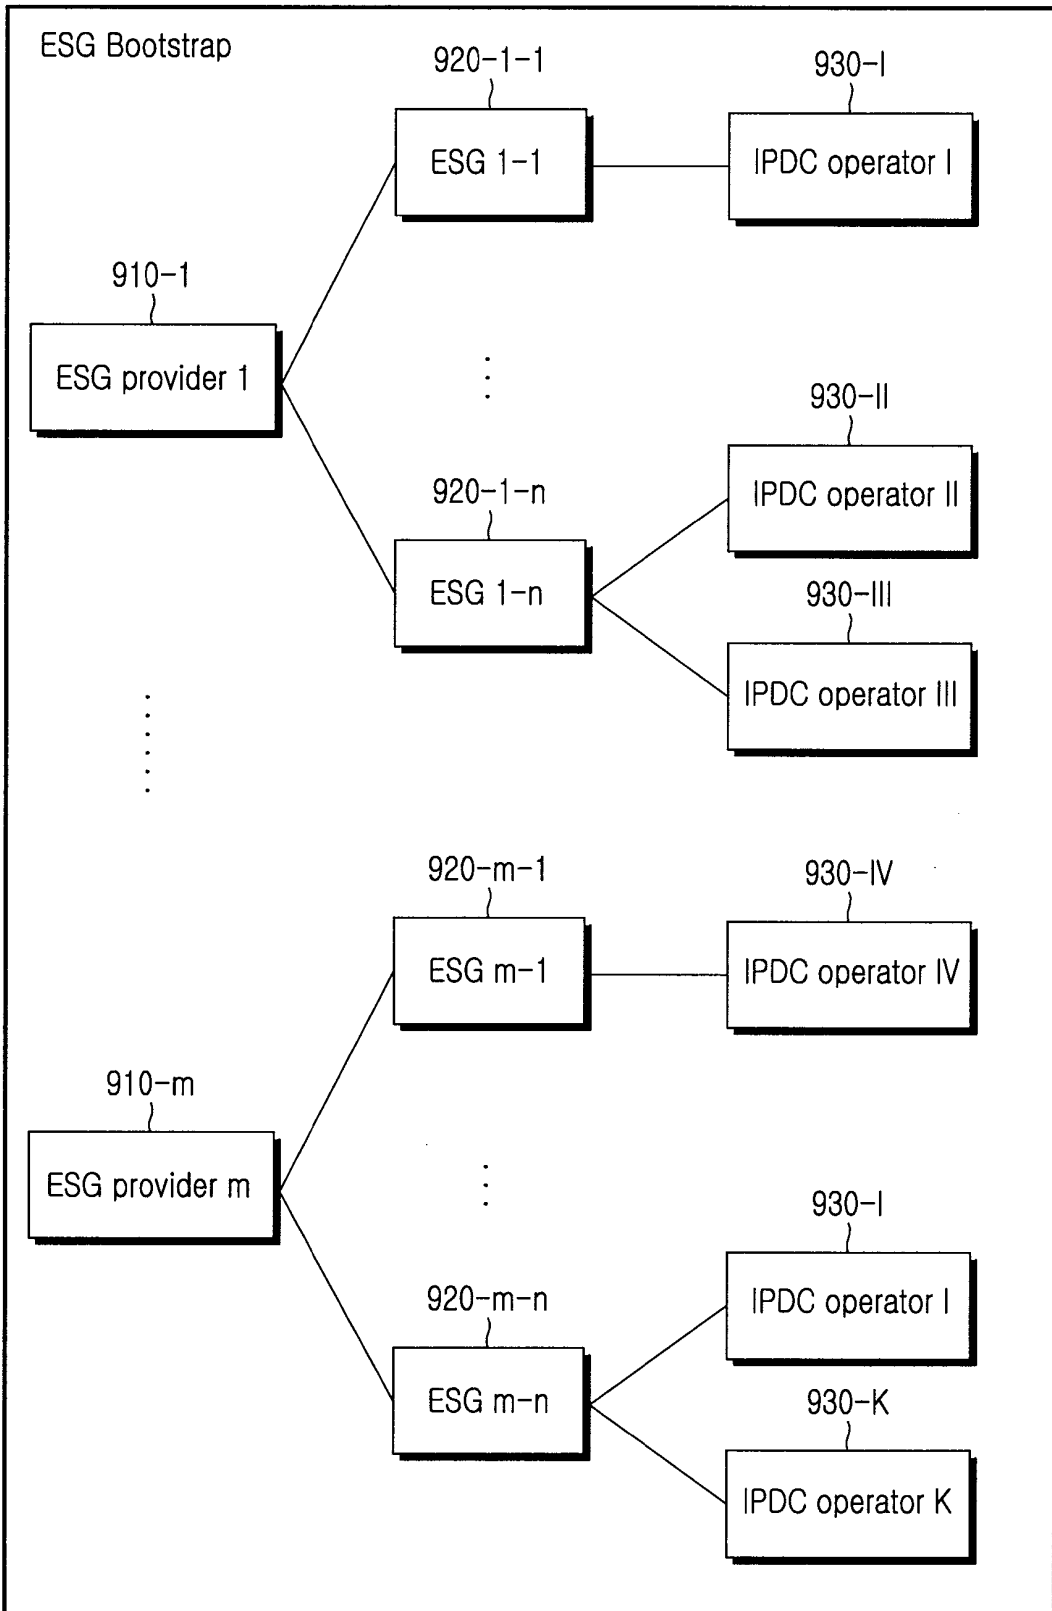 ESG Bootstrap
920-1-1
930-I
ESG 1-1
IPDC operator I
910-1
ESG provider 1
930-II
IPDC operator II
920-1-n
ESG 1-n
930-III
IPDC operator III
920-m-1
930-IV
ESG m-1
IPDC operator IV
910-m
ESG provider m
930-I
IPDC operator I
920-m-n
ESG m-n
930-K
IPDC operator K